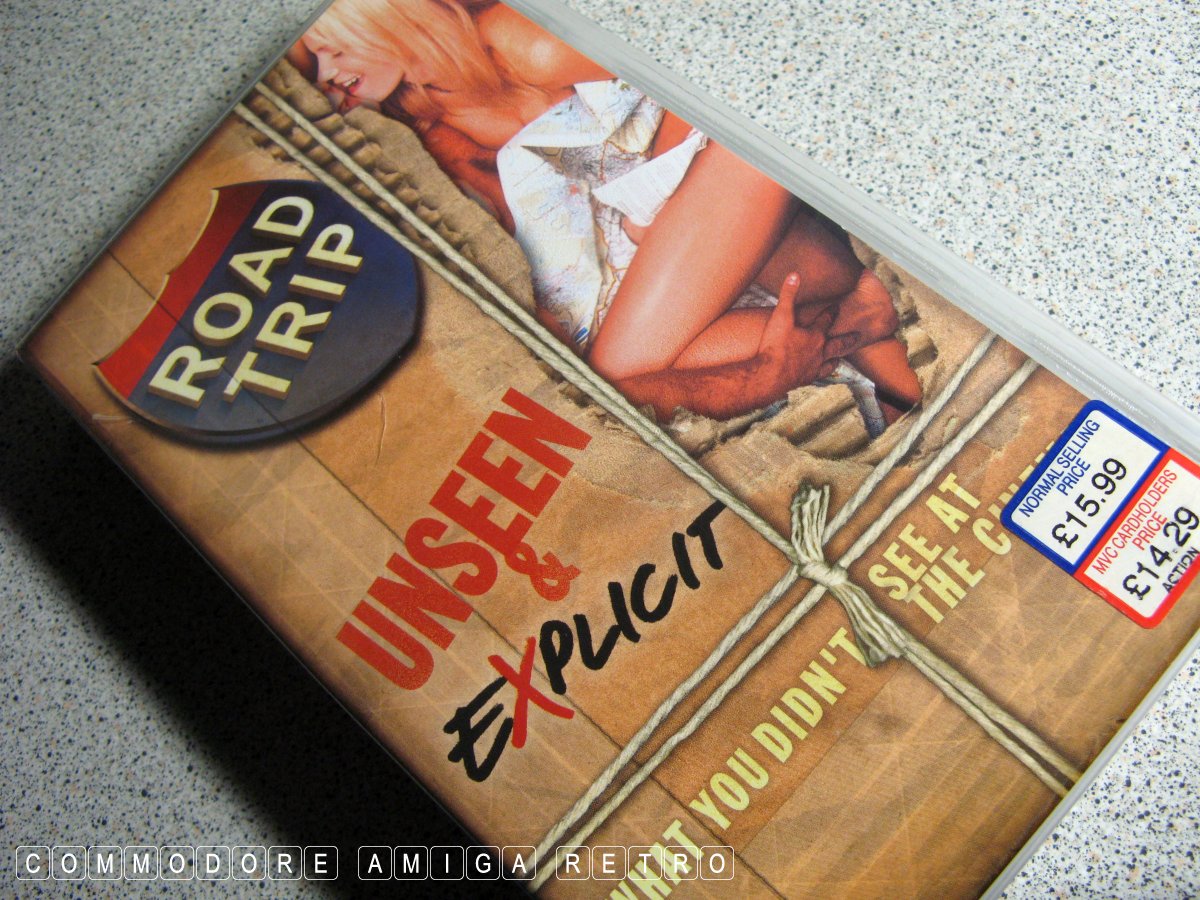 ROAD
TRIP
UNSEEN
&
EXPLICIT
WHAT YOU DIDN'T
SEE AT
THE
NORMAL SELLING
PRICE
£15.99
MVC CARDHOLDERS
PRICE
£14.29
ACTION
COMMODORE AMIGA RETRO